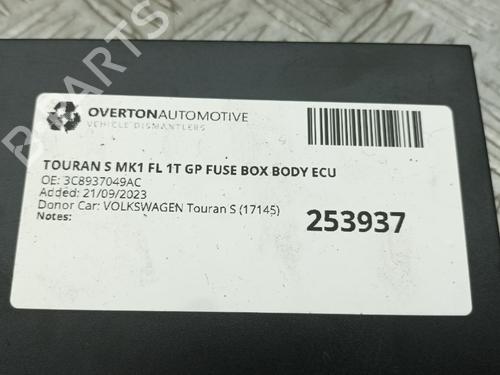 OVERTONAUTOMOTIVE
VEHICLE DISMANTLERS
TOURAN S MK1 FL 1T GP FUSE BOX BODY ECU
OE: 3C8937049AC
Added: 21/09/2023
Donor Car: VOLKSWAGEN Touran S (17145)
Notes:
253937